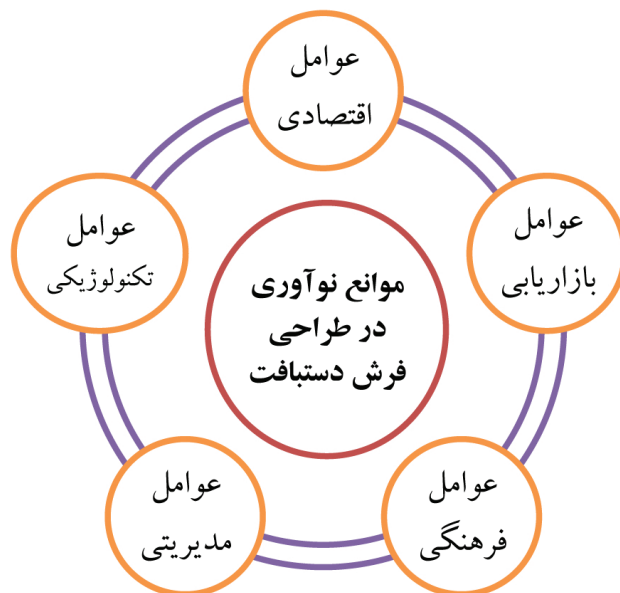 عوامل
اقتصادی
عوامل
بازاریابی
عوامل
تکنولوژیکی
موانع نوآوری
در طراحی
فرش دستبافت
عوامل
فرهنگی
عوامل
مدیریتی